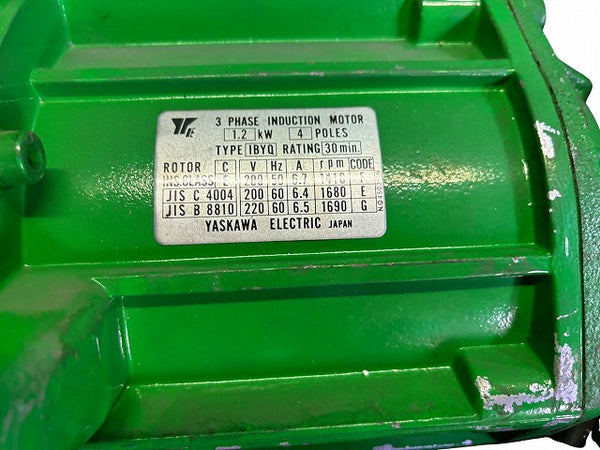 3 PHASE INDUCTION MOTOR
1.2 kW 4 POLES
TYPE IBYQ RATING 30min.
ROTOR C V Hz A rpm CODE
INS.CLASS E 200 50 6.7
JIS C 4004 200 60 6.4 1680 E
JIS B 8810 220 60 6.5 1690 G
YASKAWA ELECTRIC JAPAN